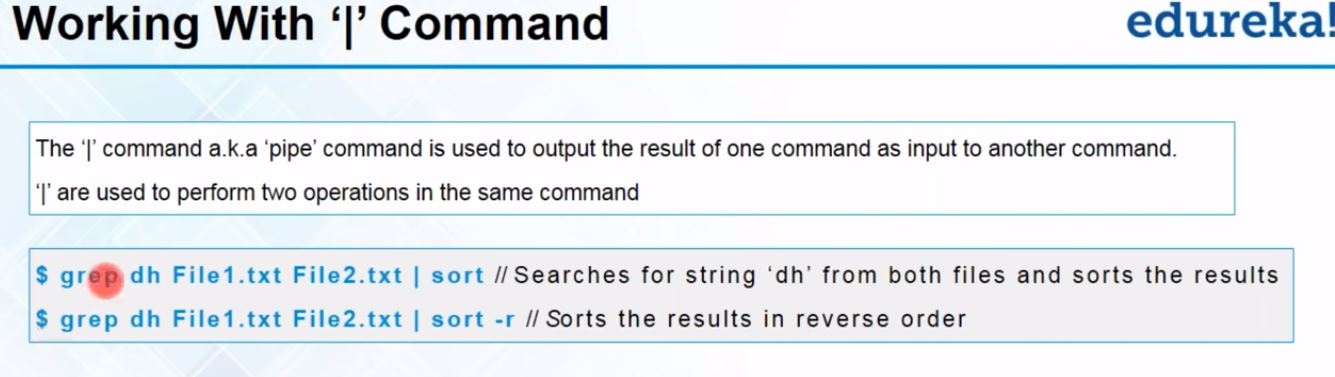 Working With ‘|’ Command
edureka!
The ‘|’ command a.k.a ‘pipe’ command is used to output the result of one command as input to another command.
‘|’ are used to perform two operations in the same command
$ grep dh File1.txt File2.txt | sort // Searches for string ‘dh’ from both files and sorts the results
$ grep dh File1.txt File2.txt | sort -r // Sorts the results in reverse order